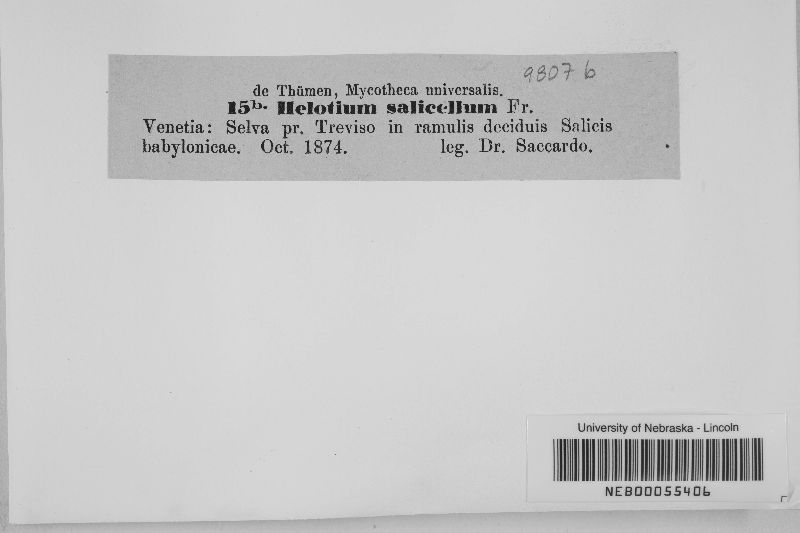 9807 b
de Thümen, Mycotheca universalis.
15b. Helotium salicellum Fr.
Venetia: Selva pr. Treviso in ramulis deciduis Salicis
babylonicae. Oct. 1874. leg. Dr. Saccardo.
University of Nebraska - Lincoln
NEB00055406